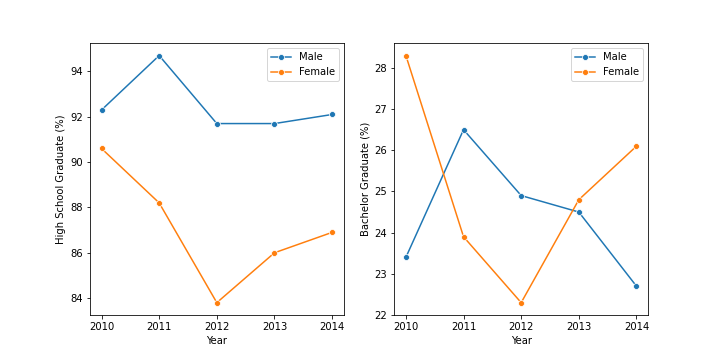 Male
Female
94
92
90
88
86
84
High School Graduate (%)
2010 2011 2012 2013 2014
Year
Male
Female
28
27
26
25
24
23
22
Bachelor Graduate (%)
2010 2011 2012 2013 2014
Year